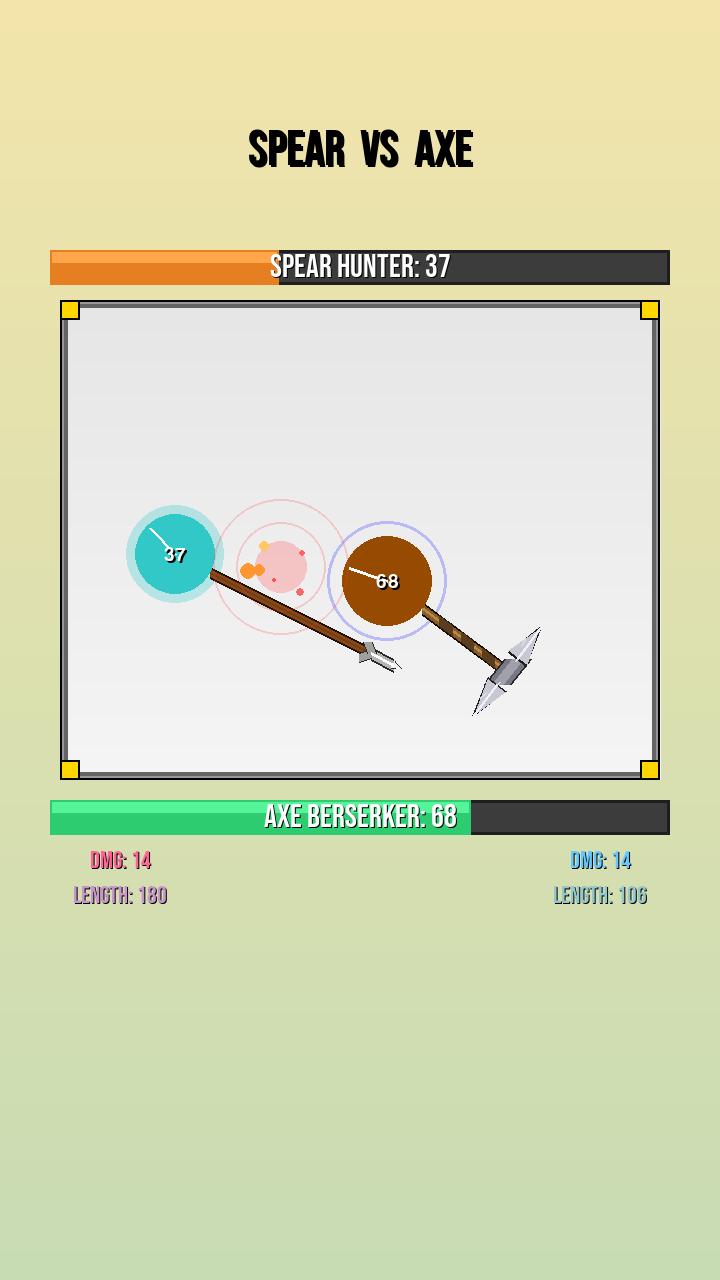 SPEAR VS AXE
SPEAR HUNTER: 37
37
68
AXE BERSERKER: 68
DMG: 14
DMG: 14
LENGTH: 180
LENGTH: 106